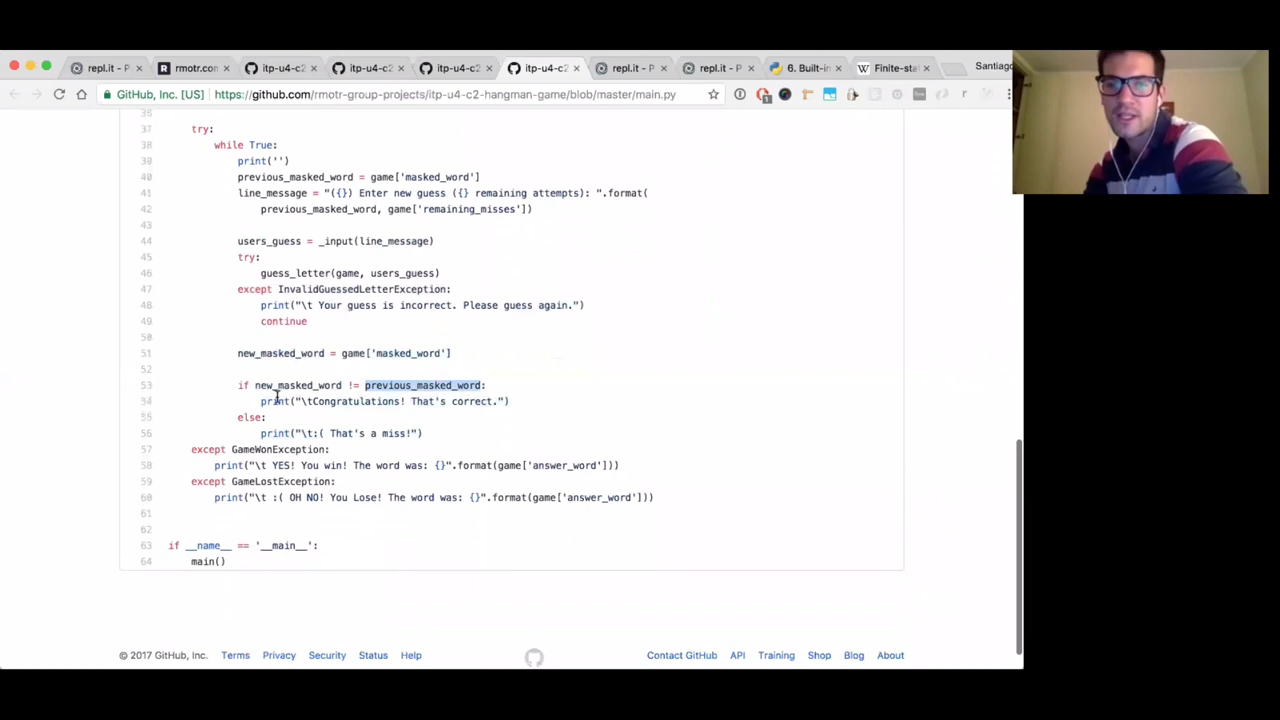 repl.it - P
rmotr.con
itp-u4-c2
itp-u4-c2
itp-u4-c2
itp-u4-c2
repl.it - P
repl.it - P
6. Built-in
Finite-stat
Santiago
GitHub, Inc. [US] https://github.com/rmotr-group-projects/itp-u4-c2-hangman-game/blob/master/main.py
36
37 try:
38 while True:
39 print('')
40 previous_masked_word = game['masked_word']
41 line_message = "({}) Enter new guess ({} remaining attempts): ".format(
42 previous_masked_word, game['remaining_misses'])
43
44 users_guess = _input(line_message)
45 try:
46 guess_letter(game, users_guess)
47 except InvalidGuessedLetterException:
48 print("\t Your guess is incorrect. Please guess again.")
49 continue
50
51 new_masked_word = game['masked_word']
52
53 if new_masked_word != previous_masked_word:
54 print("\tCongratulations! That's correct.")
55 else:
56 print("\t:( That's a miss!")
57 except GameWonException:
58 print("\t YES! You win! The word was: {}".format(game['answer_word']))
59 except GameLostException:
60 print("\t :( OH NO! You Lose! The word was: {}".format(game['answer_word']))
61
62
63 if __name__ == '__main__':
64 main()
© 2017 GitHub, Inc. Terms Privacy Security Status Help Contact GitHub API Training Shop Blog About